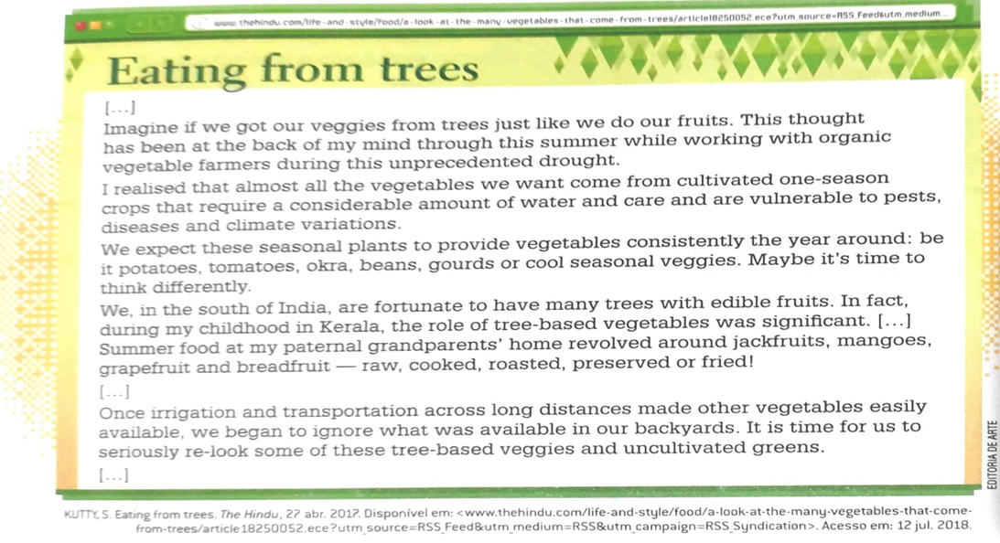 www.thehindu.com/life-and-style/food/a-look-at-the-many-vegetables-that-come-from-trees/article18250052.ece?utm_source=RSS_Feed&utm_medium...
Eating from trees
[...]
Imagine if we got our veggies from trees just like we do our fruits. This thought
has been at the back of my mind through this summer while working with organic
vegetable farmers during this unprecedented drought.
I realised that almost all the vegetables we want come from cultivated one-season
crops that require a considerable amount of water and care and are vulnerable to pests,
diseases and climate variations.
We expect these seasonal plants to provide vegetables consistently the year around: be
it potatoes, tomatoes, okra, beans, gourds or cool seasonal veggies. Maybe it's time to
think differently.
We, in the south of India, are fortunate to have many trees with edible fruits. In fact,
during my childhood in Kerala, the role of tree-based vegetables was significant. [...]
Summer food at my paternal grandparents' home revolved around jackfruits, mangoes,
grapefruit and breadfruit — raw, cooked, roasted, preserved or fried!
[...]
Once irrigation and transportation across long distances made other vegetables easily
available, we began to ignore what was available in our backyards. It is time for us to
seriously re-look some of these tree-based veggies and uncultivated greens.
[...]
EDITORIA DE ARTE
KUTTY, S. Eating from trees. The Hindu, 27 abr. 2017. Disponível em: <www.thehindu.com/life-and-style/food/a-look-at-the-many-vegetables-that-come-
from-trees/article18250052.ece?utm_source=RSS_Feed&utm_medium=RSS&utm_campaign=RSS_Syndication>. Acesso em: 12 jul. 2018.